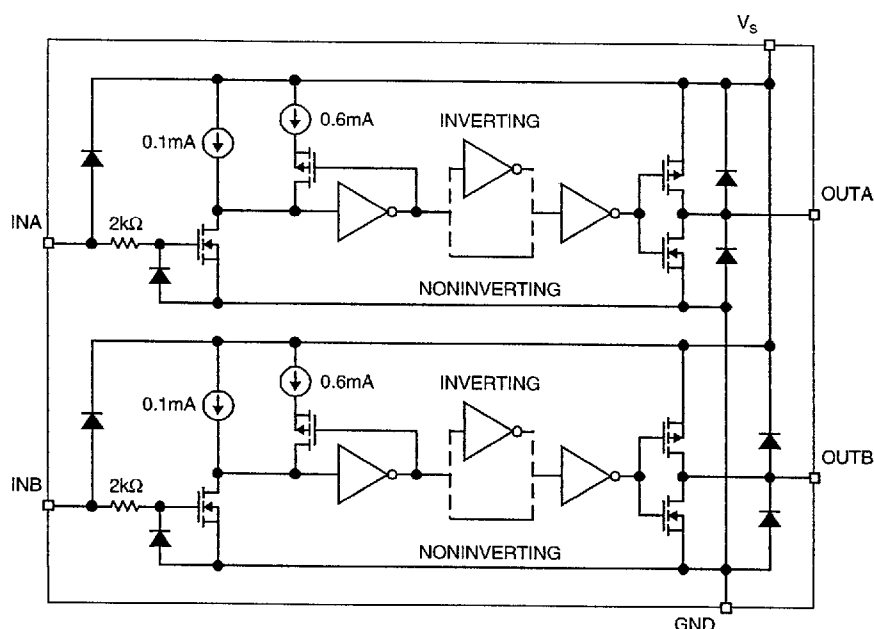 Vs
0.1mA
0.6mA
INVERTING
OUTA
INA
2kΩ
NONINVERTING
0.1mA
0.6mA
INVERTING
OUTB
INB
2kΩ
NONINVERTING
GND